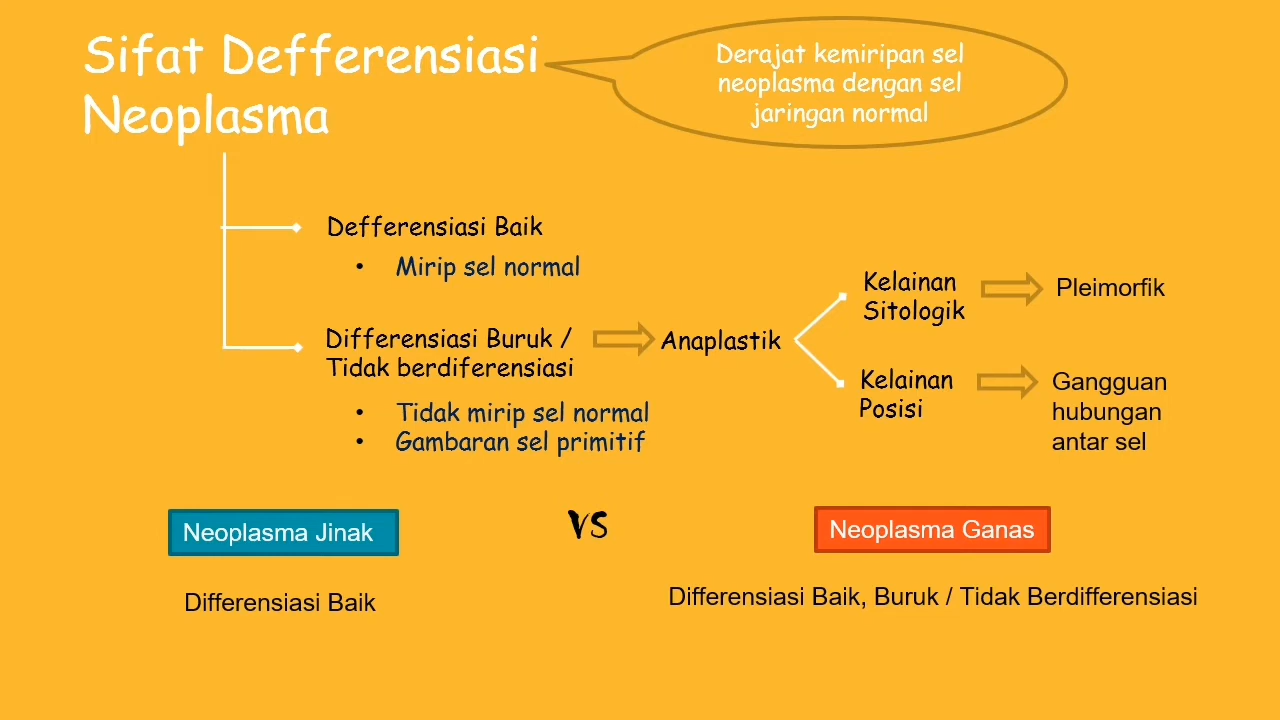 Sifat Defferensiasi
Neoplasma
Derajat kemiripan sel
neoplasma dengan sel
jaringan normal
Defferensiasi Baik
• Mirip sel normal
Differensiasi Buruk /
Tidak berdiferensiasi
• Tidak mirip sel normal
• Gambaran sel primitif
Anaplastik
Kelainan
Sitologik
Pleimorfik
Kelainan
Posisi
Gangguan
hubungan
antar sel
Neoplasma Jinak
vs
Neoplasma Ganas
Differensiasi Baik
Differensiasi Baik, Buruk / Tidak Berdifferensiasi